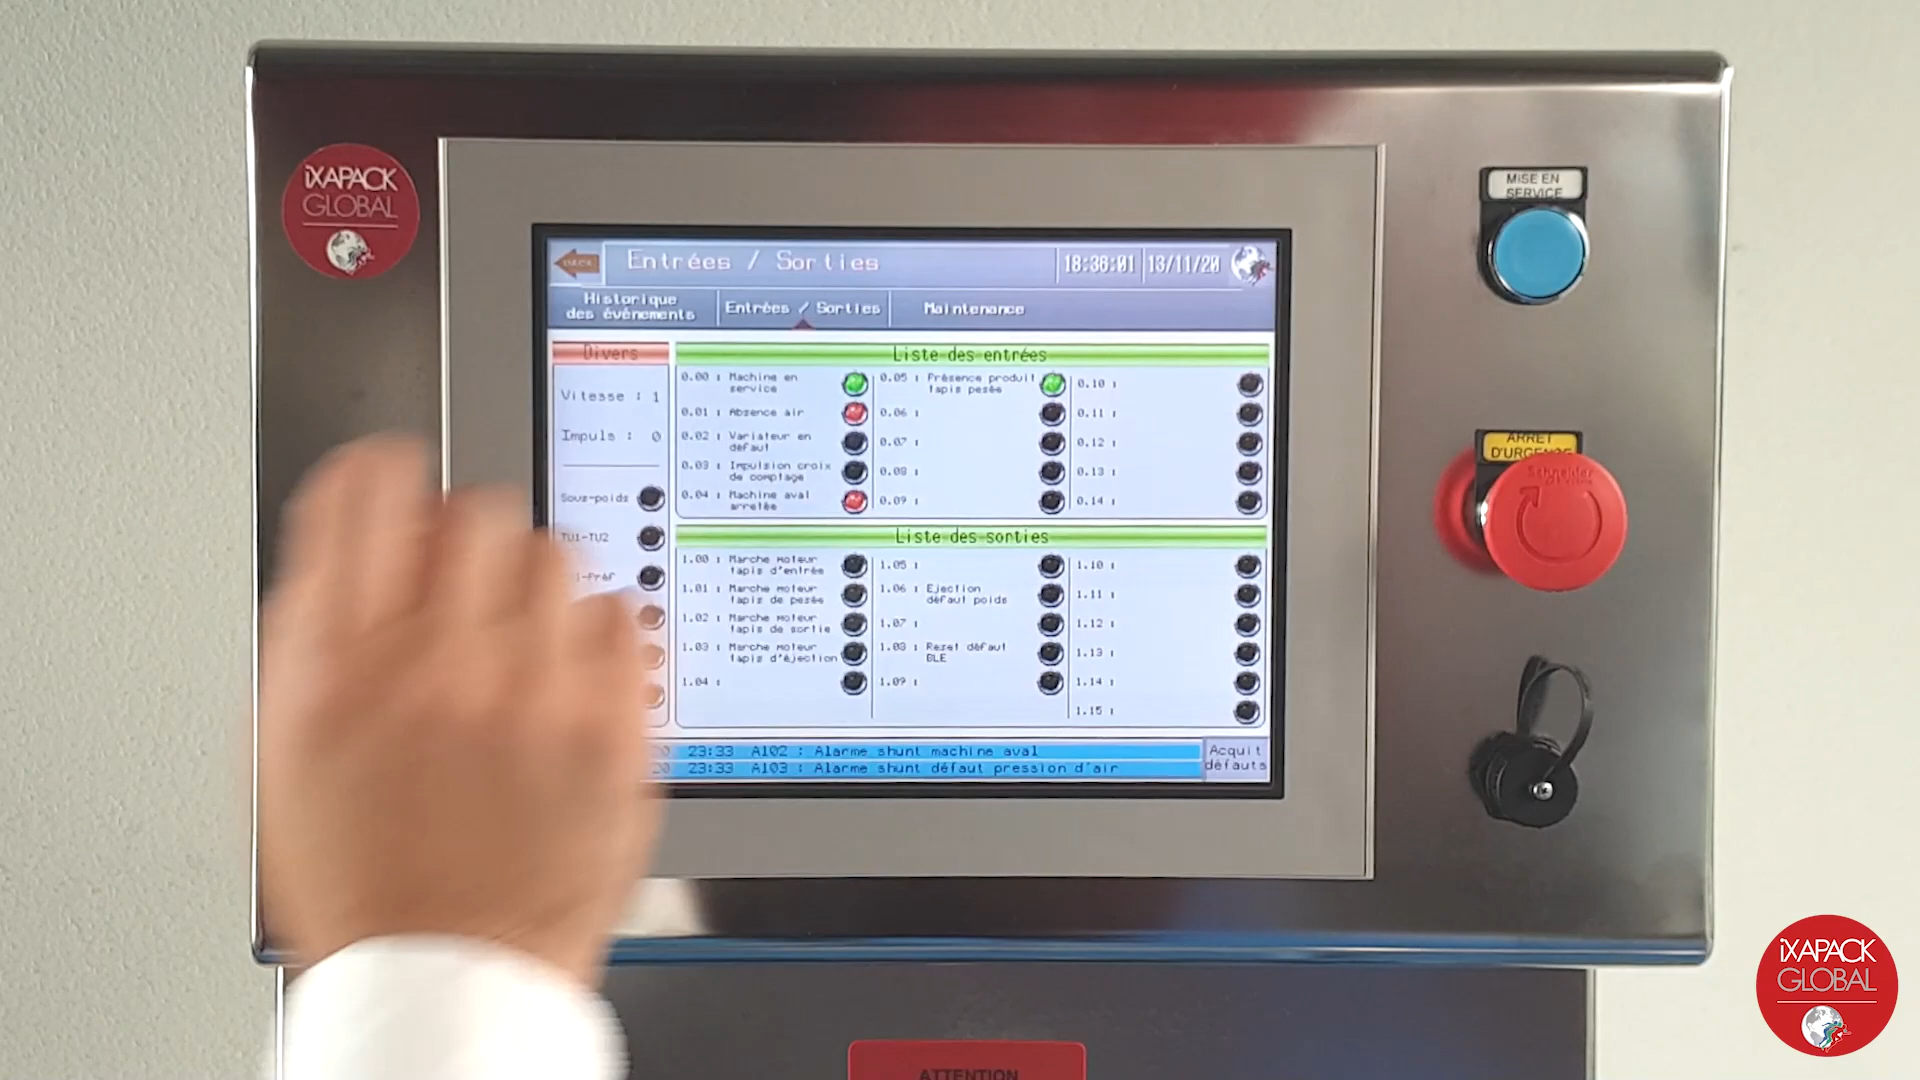 iXAPACK
GLOBAL
MISE EN
SERVICE
ARRET
D'URGENCE
Schneider
Entrées / Sorties
18:36:01
13/11/20
Historique
des événements
Entrées / Sorties
Maintenance
Divers
Vitesse : 1
Impuls : 0
Sous-poids
TU1-TU2
Liste des entrées
0.00 : Machine en
service
0.01 : Absence air
0.02 : Variateur en
défaut
0.03 : Impulsion croix
de comptage
0.04 : Machine aval
arretée
0.05 : Présence produit
tapis pesée
0.06 :
0.07 :
0.08 :
0.09 :
0.10 :
0.11 :
0.12 :
0.13 :
0.14 :
Liste des sorties
1.00 : Marche moteur
tapis d'entrée
1.01 : Marche moteur
tapis de pesée
1.02 : Marche moteur
tapis de sortie
1.03 : Marche moteur
tapis d'éjection
1.04 :
1.05 :
1.06 : Ejection
défaut poids
1.07 :
1.08 : Reset défaut
BLE
1.09 :
1.10 :
1.11 :
1.12 :
1.13 :
1.14 :
1.15 :
23:33 A102 : Alarme shunt machine aval
20 23:33 A103 : Alarme shunt défaut pression d'air
Acquit
défauts
ATTENTION
iXAPACK
GLOBAL